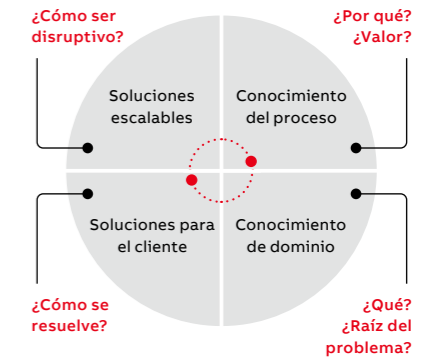 ¿Cómo ser
disruptivo?
¿Por qué?
¿Valor?
Soluciones
escalables
Conocimiento
del proceso
Soluciones para
el cliente
Conocimiento
de dominio
¿Cómo se
resuelve?
¿Qué?
¿Raíz del
problema?